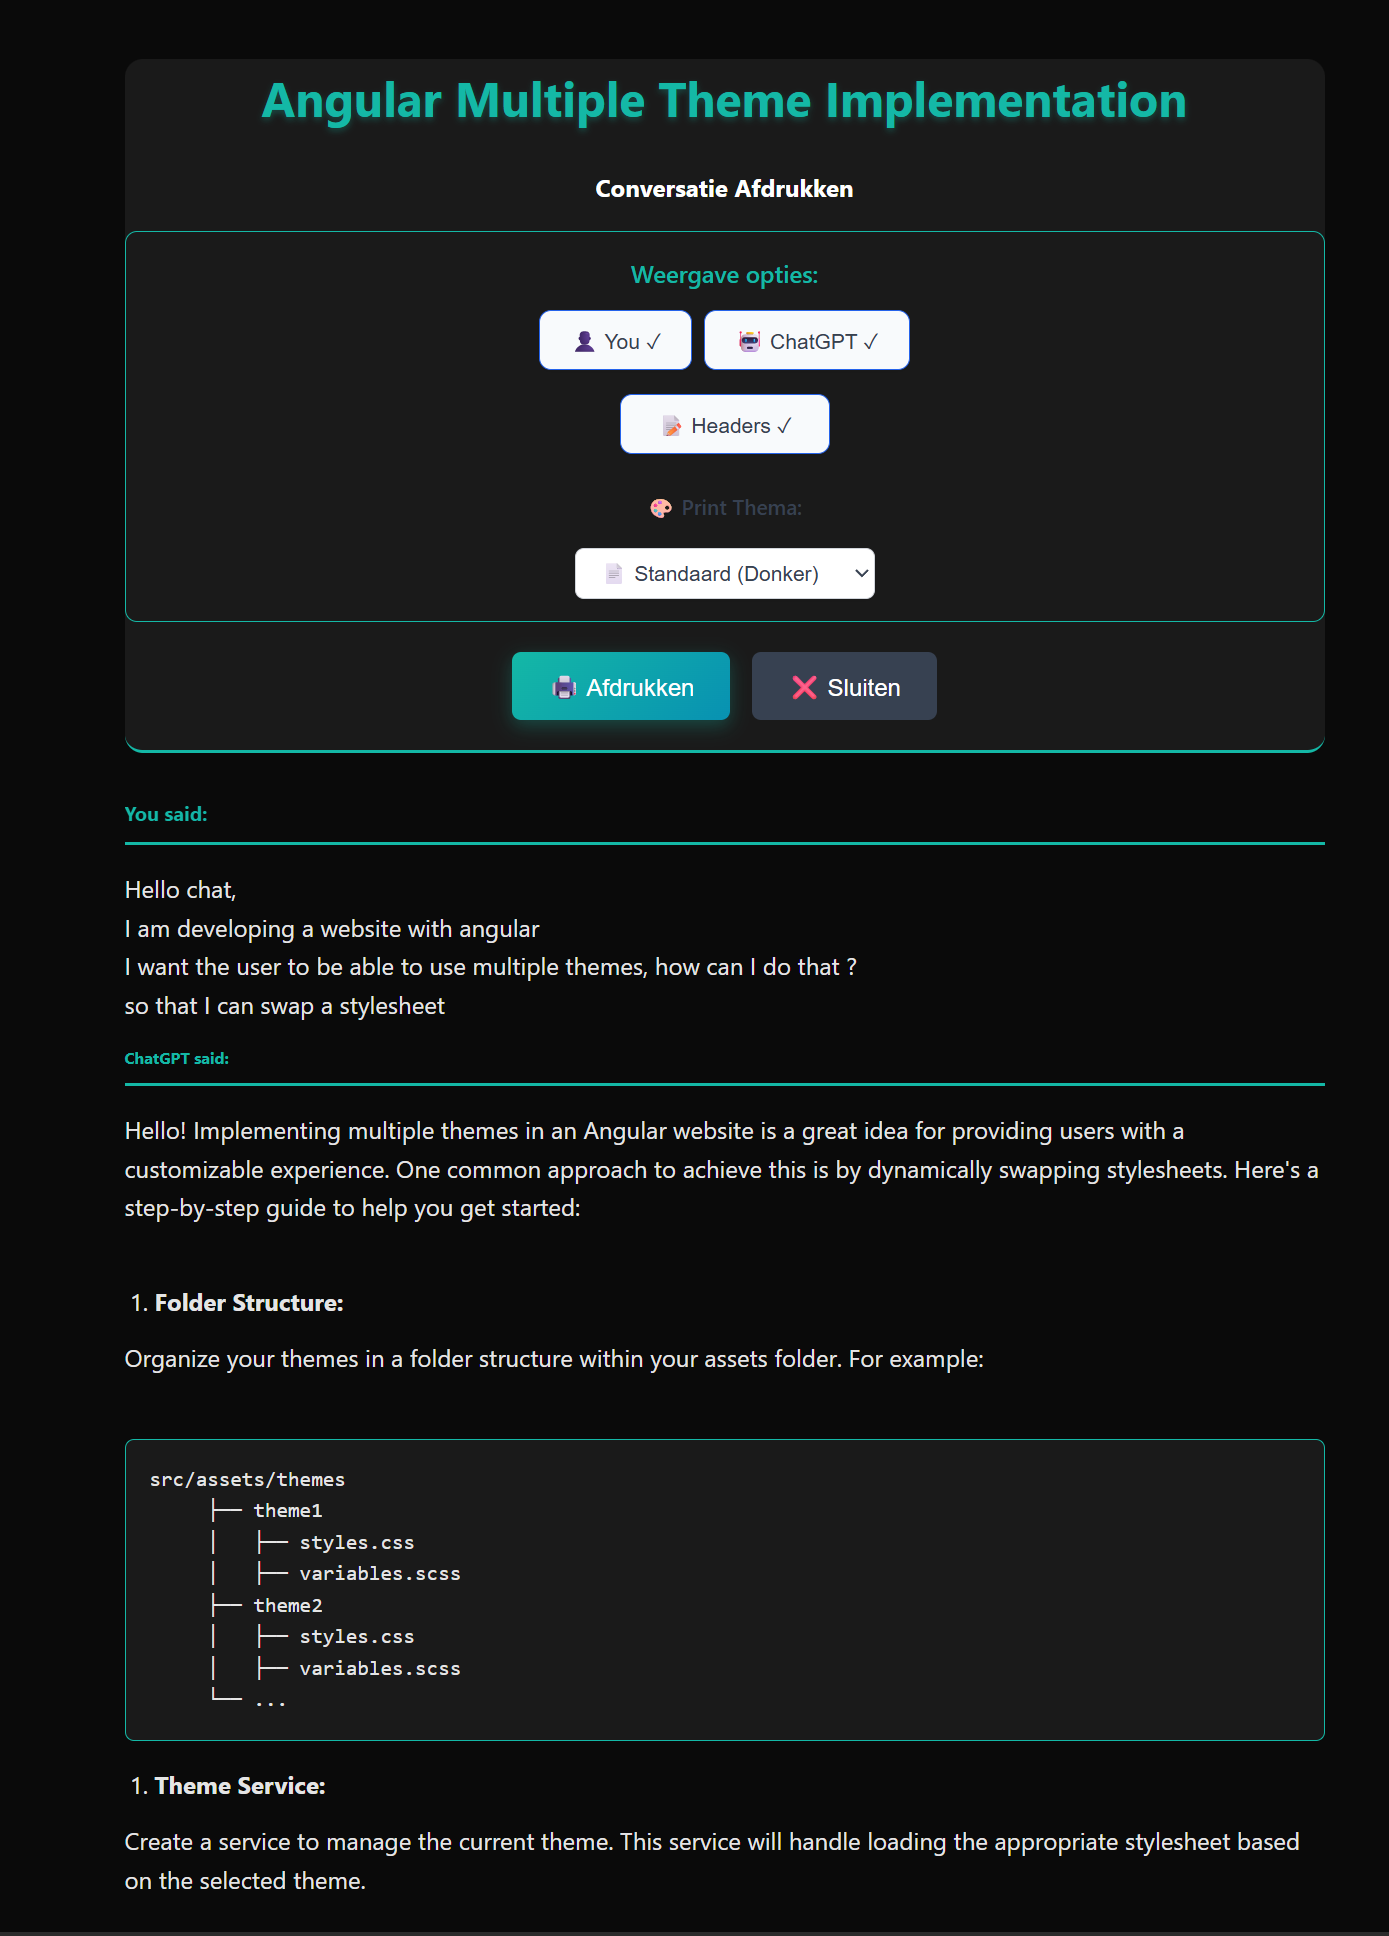 Angular Multiple Theme Implementation
Conversatie Afdrukken
Weergave opties:
👤 You ✓
🤖 ChatGPT ✓
📝 Headers ✓
🎨 Print Thema:
📄 Standaard (Donker)
🖨️ Afdrukken
❌ Sluiten
You said:
Hello chat,
I am developing a website with angular
I want the user to be able to use multiple themes, how can I do that ?
so that I can swap a stylesheet
ChatGPT said:
Hello! Implementing multiple themes in an Angular website is a great idea for providing users with a
customizable experience. One common approach to achieve this is by dynamically swapping stylesheets. Here's a
step-by-step guide to help you get started:
1. Folder Structure:
Organize your themes in a folder structure within your assets folder. For example:
src/assets/themes
     ├── theme1
     │   ├── styles.css
     │   ├── variables.scss
     ├── theme2
     │   ├── styles.css
     │   ├── variables.scss
     └── ...
1. Theme Service:
Create a service to manage the current theme. This service will handle loading the appropriate stylesheet based
on the selected theme.